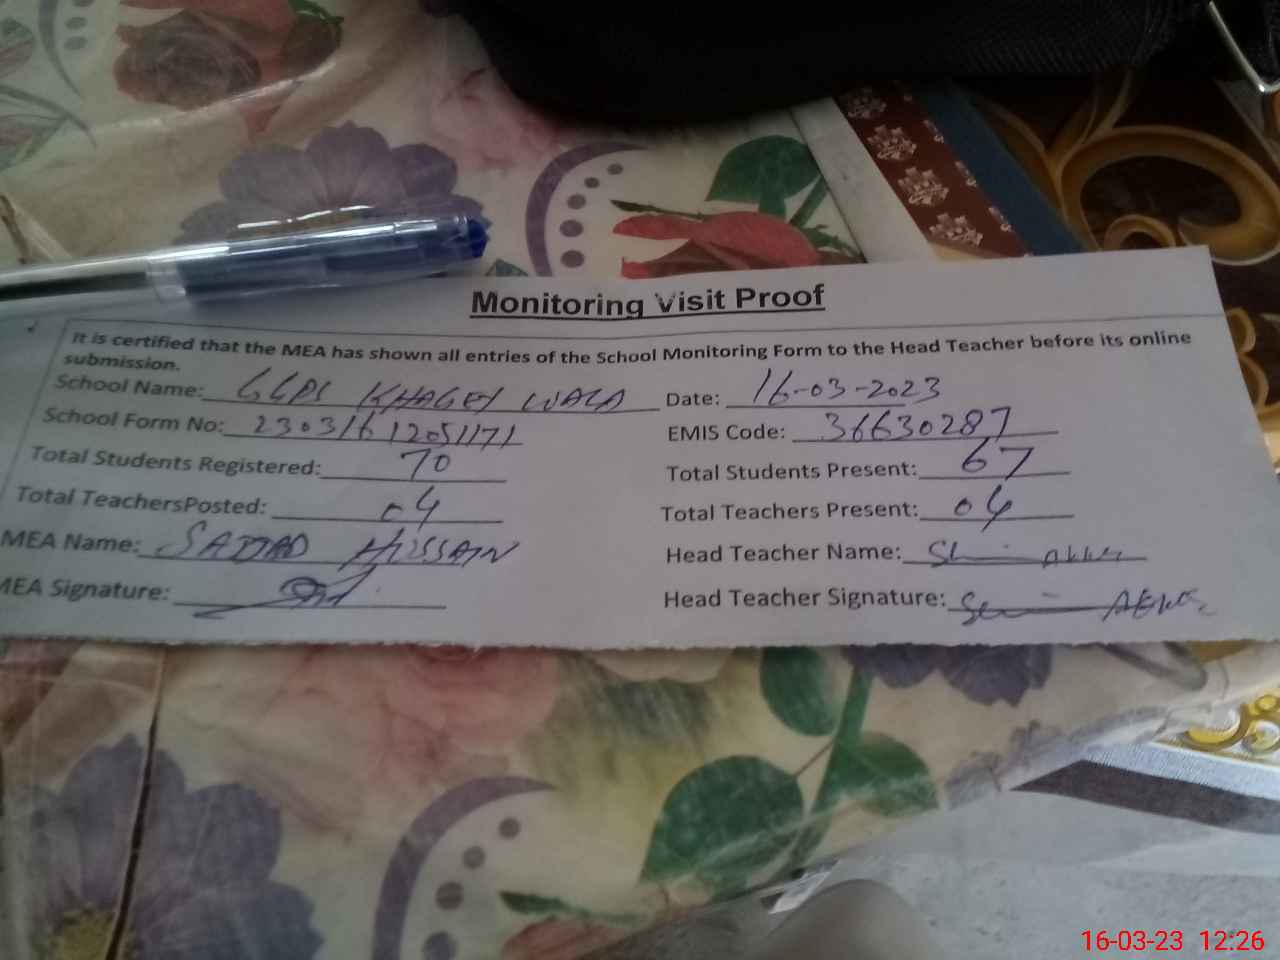 Monitoring Visit Proof
It is certified that the MEA has shown all entries of the School Monitoring Form to the Head Teacher before its online
submission.
School Name: GGPS KHAGEY WALA Date: 16-03-2023
School Form No: 23031612051171 EMIS Code: 36630287
Total Students Registered: 70 Total Students Present: 67
Total TeachersPosted: 04 Total Teachers Present: 04
MEA Name: SAJJAD HUSSAIN Head Teacher Name:
MEA Signature: Head Teacher Signature:
16-03-23 12:26